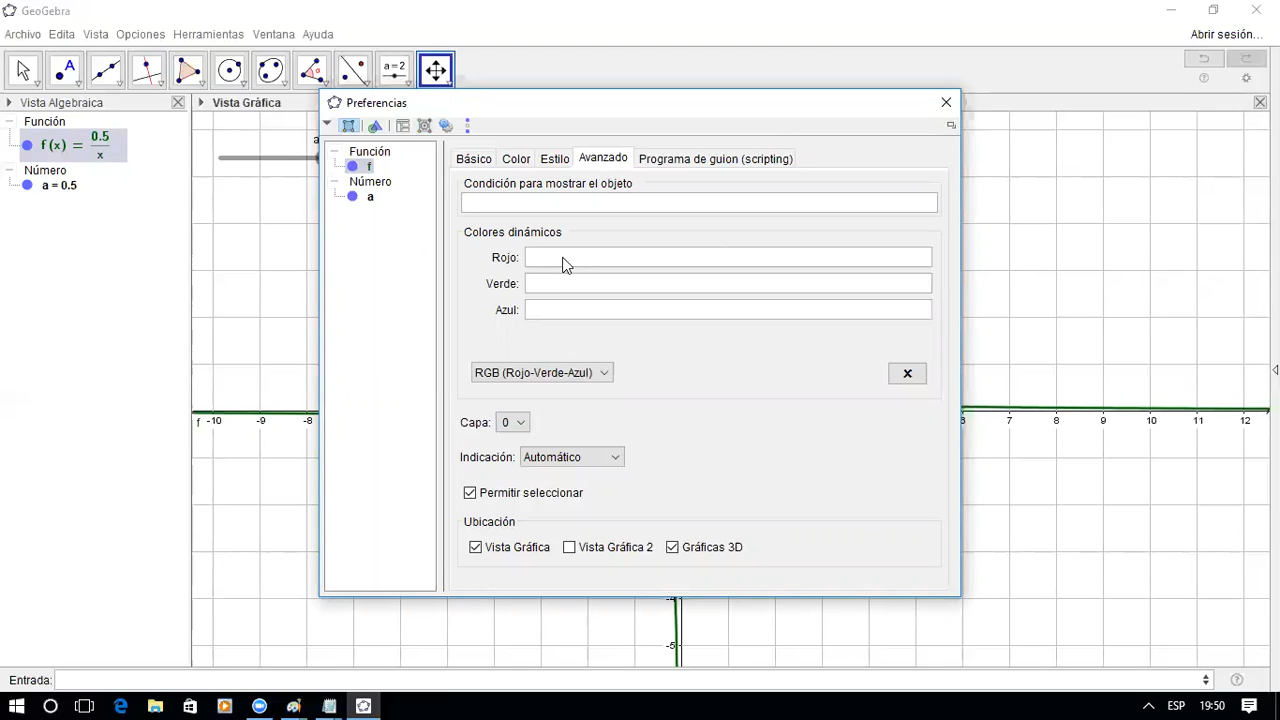 GeoGebra
Archivo Edita Vista Opciones Herramientas Ventana Ayuda
Abrir sesión...
A
a=2
Vista Algebraica
Vista Gráfica
Función
f(x) = 0.5/x
Número
a = 0.5
a
Preferencias
Función
f
Número
a
Básico Color Estilo Avanzado Programa de guion (scripting)
Condición para mostrar el objeto
Colores dinámicos
Rojo:
Verde:
Azul:
RGB (Rojo-Verde-Azul)
x
Capa: 0
Indicación: Automático
Permitir seleccionar
Ubicación
Vista Gráfica Vista Gráfica 2 Gráficas 3D
f -10 -9 -8 6 7 8 9 10 11 12
-4
-5
Entrada:
ESP 19:50